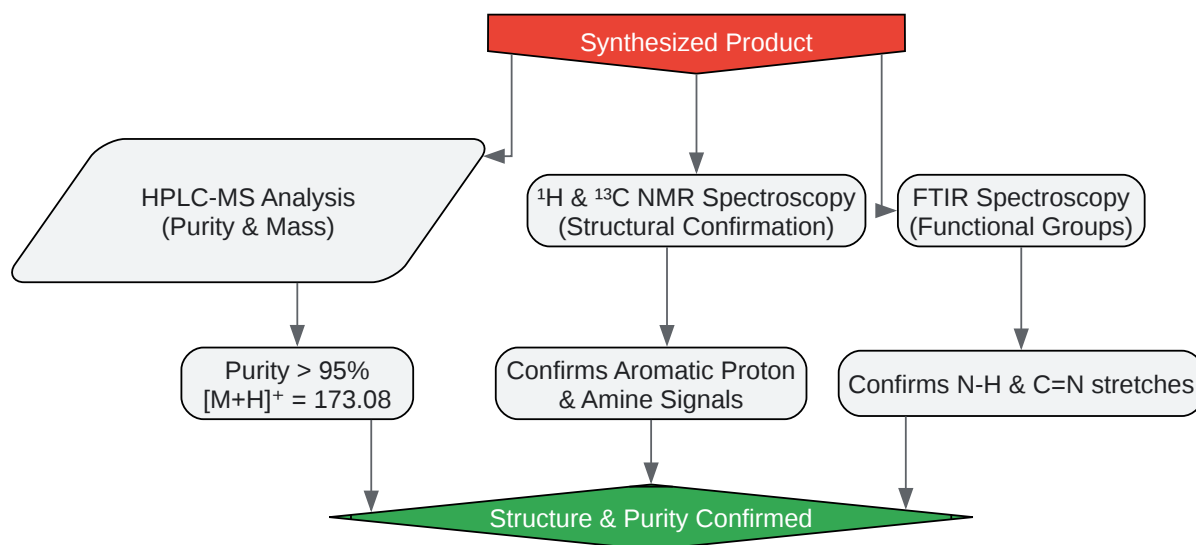 Synthesized Product
HPLC-MS Analysis
(Purity & Mass)
¹H & ¹³C NMR Spectroscopy
(Structural Confirmation)
FTIR Spectroscopy
(Functional Groups)
Purity > 95%
[M+H]⁺ = 173.08
Confirms Aromatic Proton
& Amine Signals
Confirms N-H & C=N stretches
Structure & Purity Confirmed